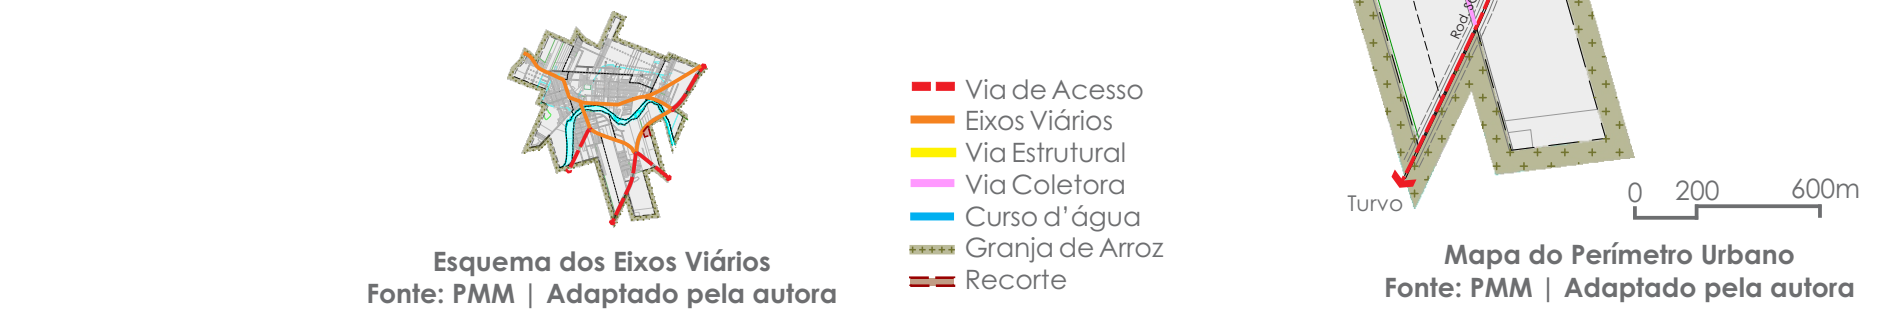 Esquema dos Eixos Viários
Fonte: PMM | Adaptado pela autora
Via de Acesso
Eixos Viários
Via Estrutural
Via Coletora
Curso d'água
Granja de Arroz
Recorte
Rod.
Turvo
0 200 600m
Mapa do Perímetro Urbano
Fonte: PMM | Adaptado pela autora